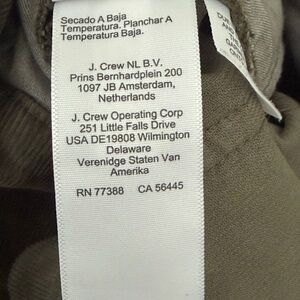 Secado A Baja
Temperatura. Planchar A
Temperatura Baja.
J. Crew NL B.V.
Prins Bernhardplein 200
1097 JB Amsterdam,
Netherlands
J. Crew Operating Corp
251 Little Falls Drive
USA DE19808 Wilmington
Delaware
Verenidge Staten Van
Amerika
RN 77388 CA 56445